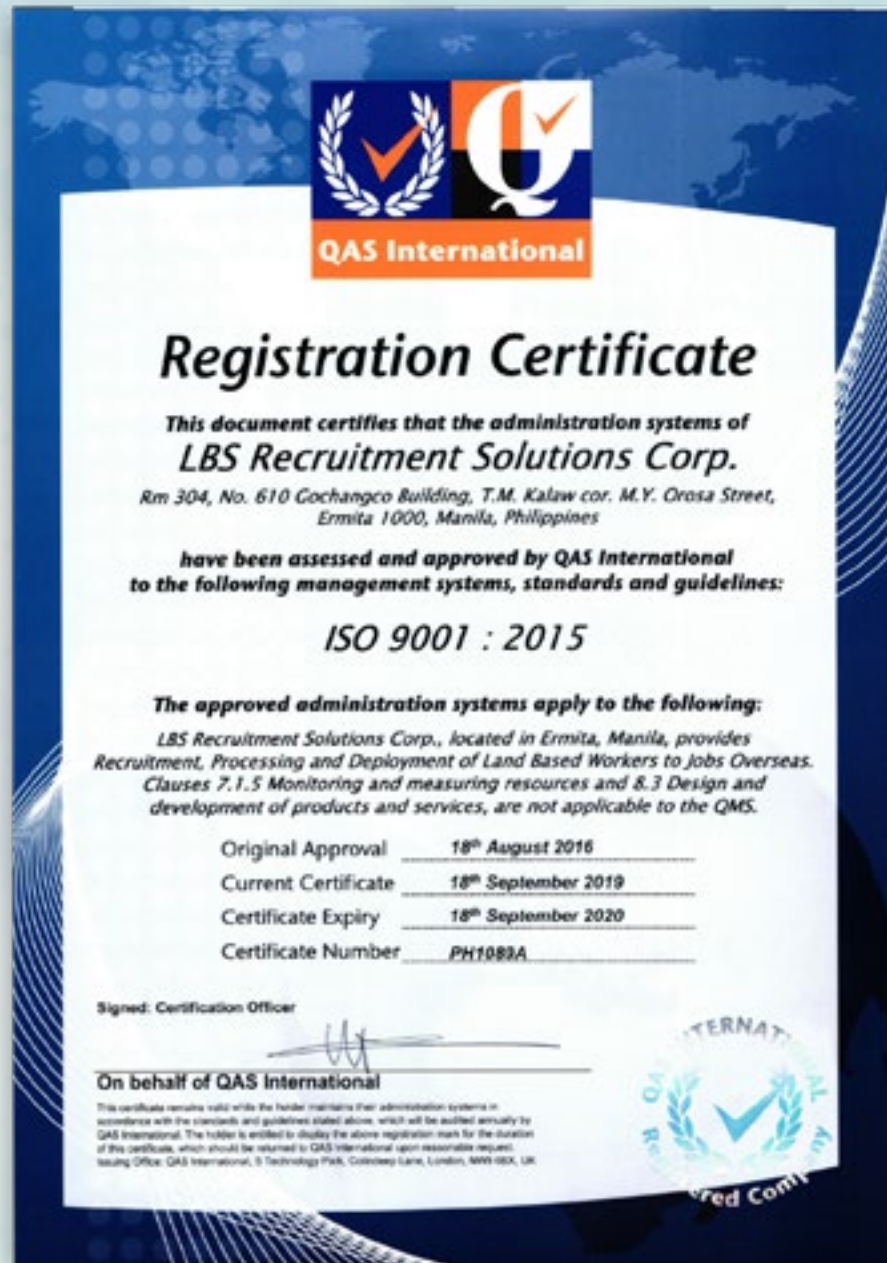 QAS International
Registration Certificate
This document certifies that the administration systems of
LBS Recruitment Solutions Corp.
Rm 304, No. 610 Gochangco Building, T.M. Kalaw cor. M.Y. Orosa Street,
Ermita 1000, Manila, Philippines
have been assessed and approved by QAS International
to the following management systems, standards and guidelines:
ISO 9001 : 2015
The approved administration systems apply to the following:
LBS Recruitment Solutions Corp., located in Ermita, Manila, provides
Recruitment, Processing and Deployment of Land Based Workers to Jobs Overseas.
Clauses 7.1.5 Monitoring and measuring resources and 8.3 Design and
development of products and services, are not applicable to the QMS.
Original Approval 18th August 2016
Current Certificate 18th September 2019
Certificate Expiry 18th September 2020
Certificate Number PH1089A
Signed: Certification Officer
On behalf of QAS International
This certificate remains valid while the holder maintains their administration systems in
accordance with the standards and guidelines stated above, which will be audited annually by
QAS International. The holder is entitled to display the above registration mark for the duration
of this certificate, which should be returned to QAS International upon reasonable request.
Issuing Office: QAS International, Technology Park, Colindeep Lane, London, UK